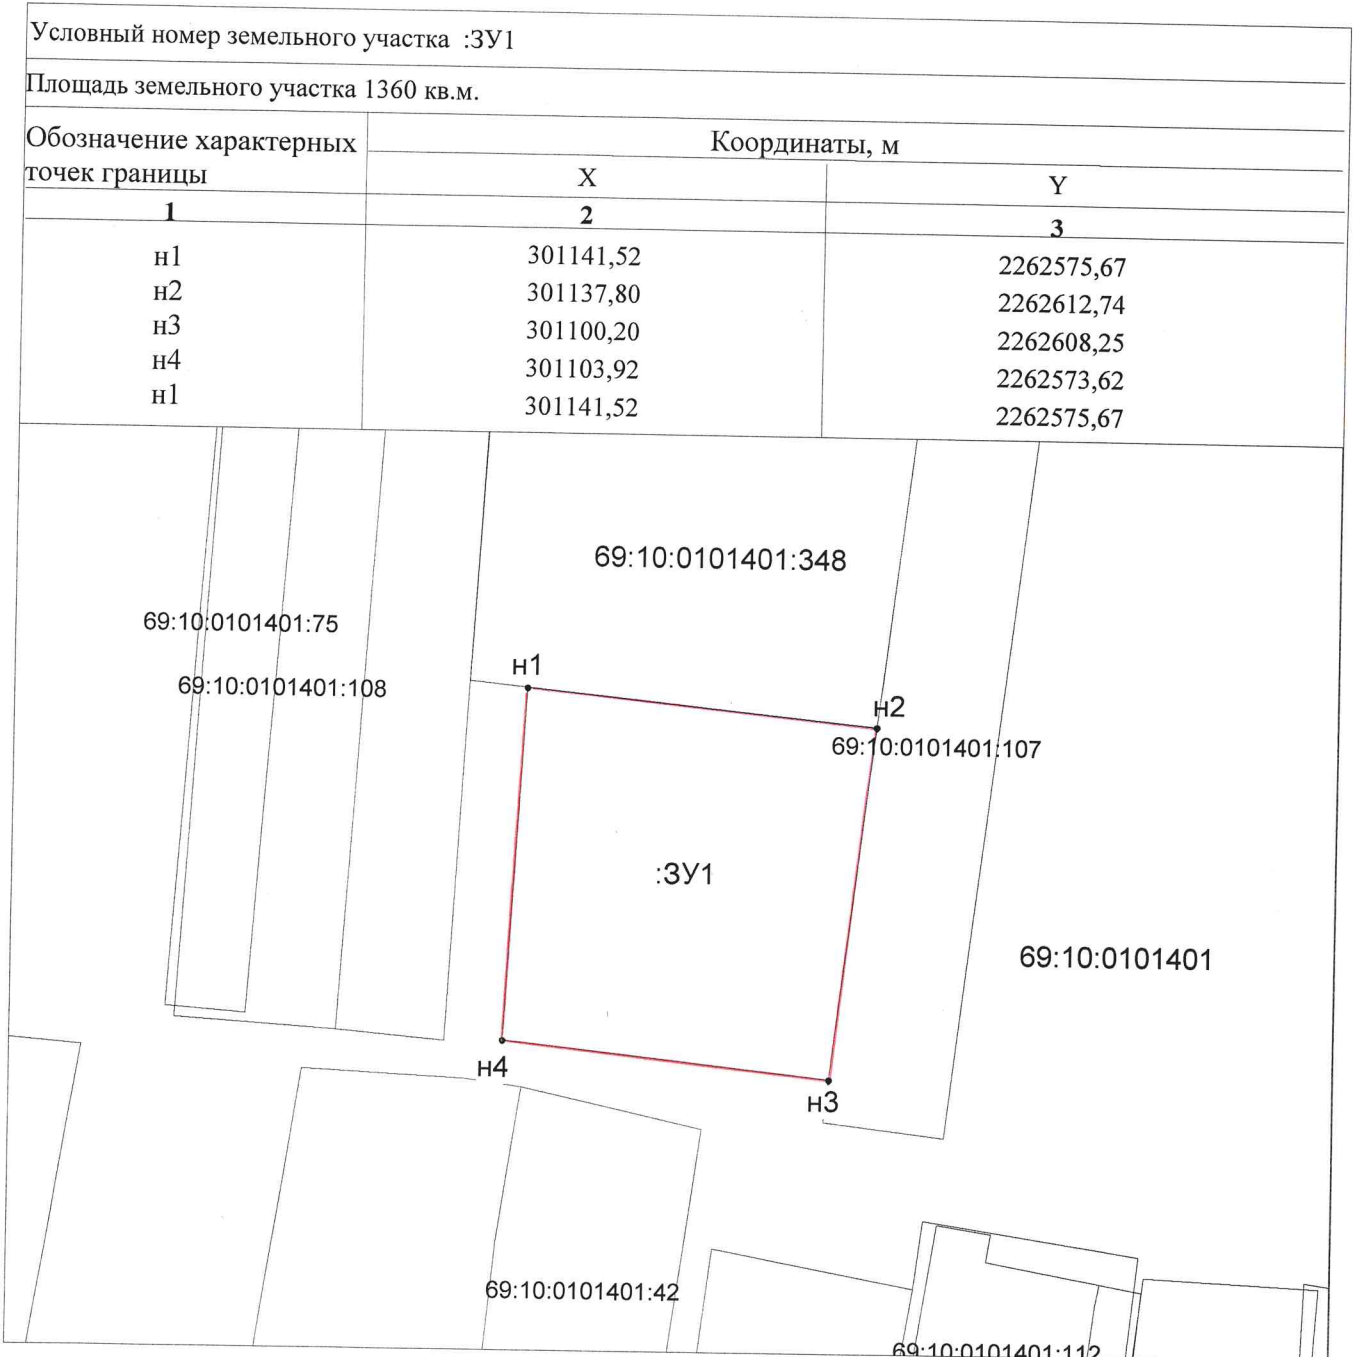 Условный номер земельного участка :ЗУ1
Площадь земельного участка 1360 кв.м.
Обозначение характерных точек границы
Координаты, м
X
Y
1
2
3
н1 301141,52 2262575,67
н2 301137,80 2262612,74
н3 301100,20 2262608,25
н4 301103,92 2262573,62
н1 301141,52 2262575,67
69:10:0101401:348
69:10:0101401:75
н1
69:10:0101401:108
н2
69:10:0101401:107
:ЗУ1
69:10:0101401
н4
н3
69:10:0101401:42
69:10:0101401:112